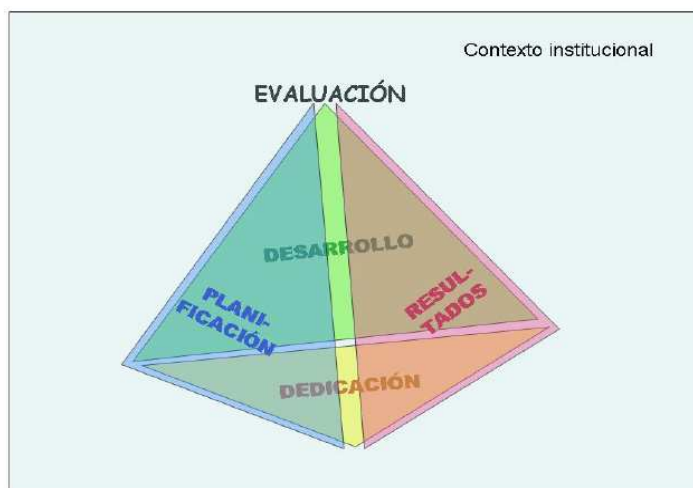 Contexto institucional
EVALUACIÓN
DESARROLLO
PLANI-
FICACIÓN
RESUL-
TADOS
DEDICACIÓN